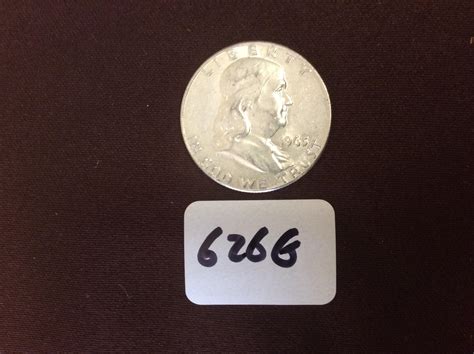 LIBERTY
1963
IN GOD WE TRUST
626G